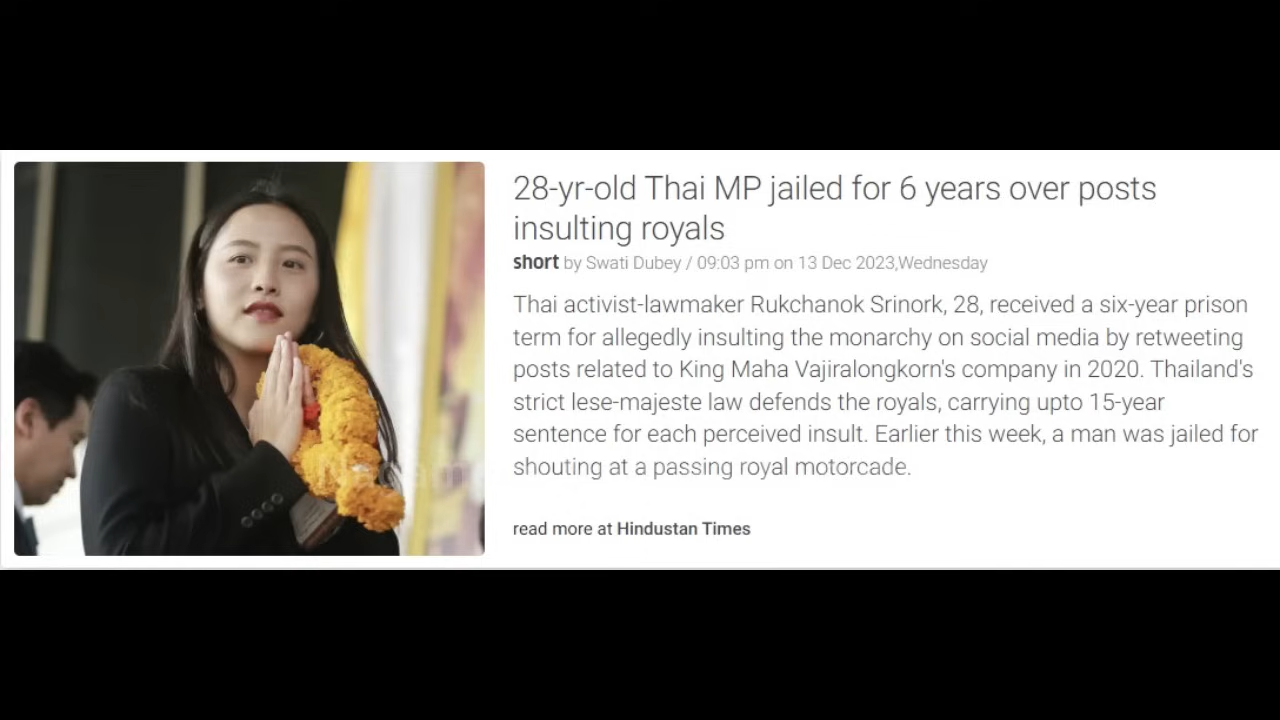 28-yr-old Thai MP jailed for 6 years over posts
insulting royals
short by Swati Dubey / 09:03 pm on 13 Dec 2023,Wednesday
Thai activist-lawmaker Rukchanok Srinork, 28, received a six-year prison
term for allegedly insulting the monarchy on social media by retweeting
posts related to King Maha Vajiralongkorn's company in 2020. Thailand's
strict lese-majeste law defends the royals, carrying upto 15-year
sentence for each perceived insult. Earlier this week, a man was jailed for
shouting at a passing royal motorcade.
read more at Hindustan Times